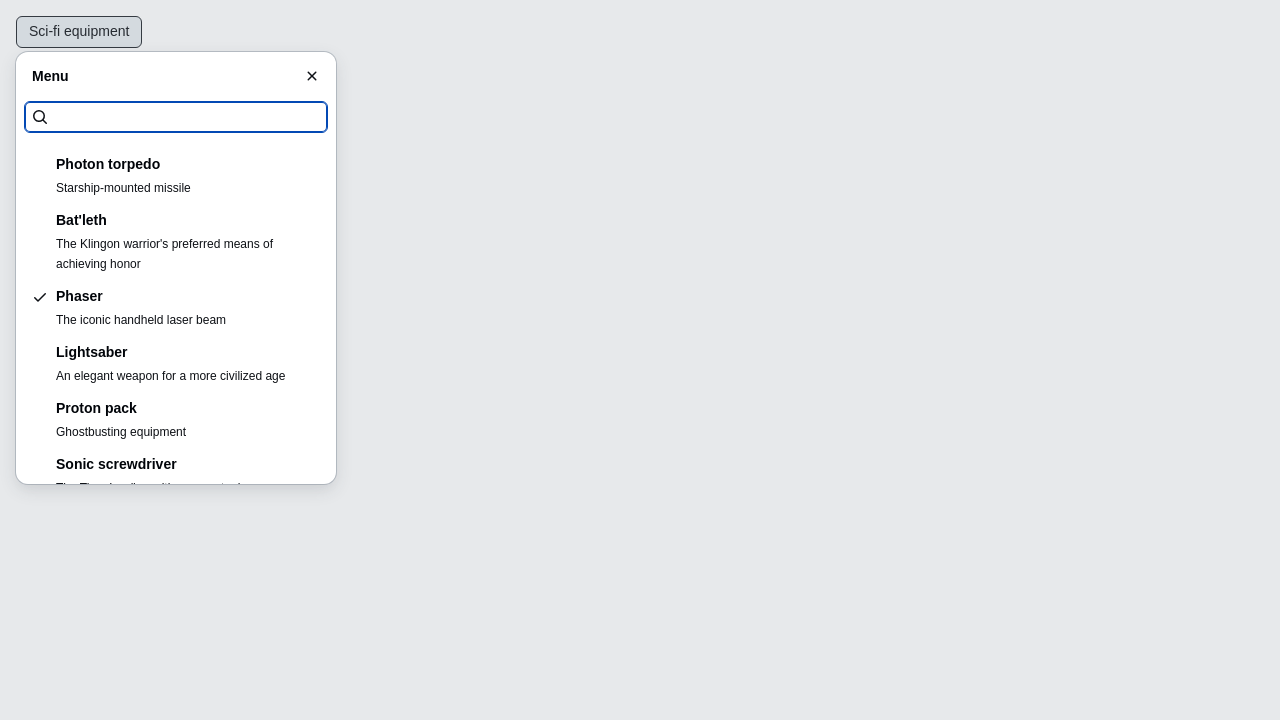 Sci-fi equipment
Menu
Photon torpedo
Starship-mounted missile
Bat'leth
The Klingon warrior's preferred means of
achieving honor
Phaser
The iconic handheld laser beam
Lightsaber
An elegant weapon for a more civilized age
Proton pack
Ghostbusting equipment
Sonic screwdriver